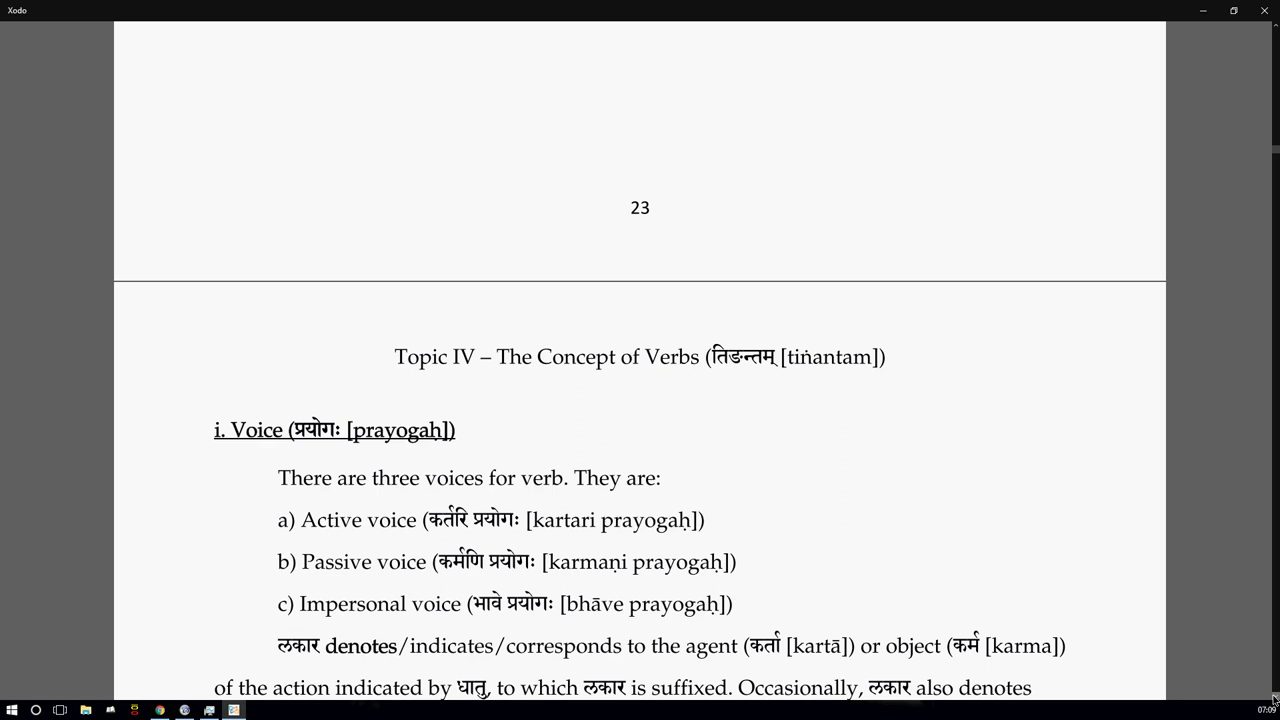 Xodo
23
Topic IV – The Concept of Verbs (तिङन्तम् [tiṅantam])
i. Voice (प्रयोगः [prayogaḥ])
There are three voices for verb. They are:
a) Active voice (कर्तरि प्रयोगः [kartari prayogaḥ])
b) Passive voice (कर्मणि प्रयोगः [karmaṇi prayogaḥ])
c) Impersonal voice (भावे प्रयोगः [bhāve prayogaḥ])
लकार denotes/indicates/corresponds to the agent (कर्ता [kartā]) or object (कर्म [karma])
of the action indicated by धातु, to which लकार is suffixed. Occasionally, लकार also denotes
07:09